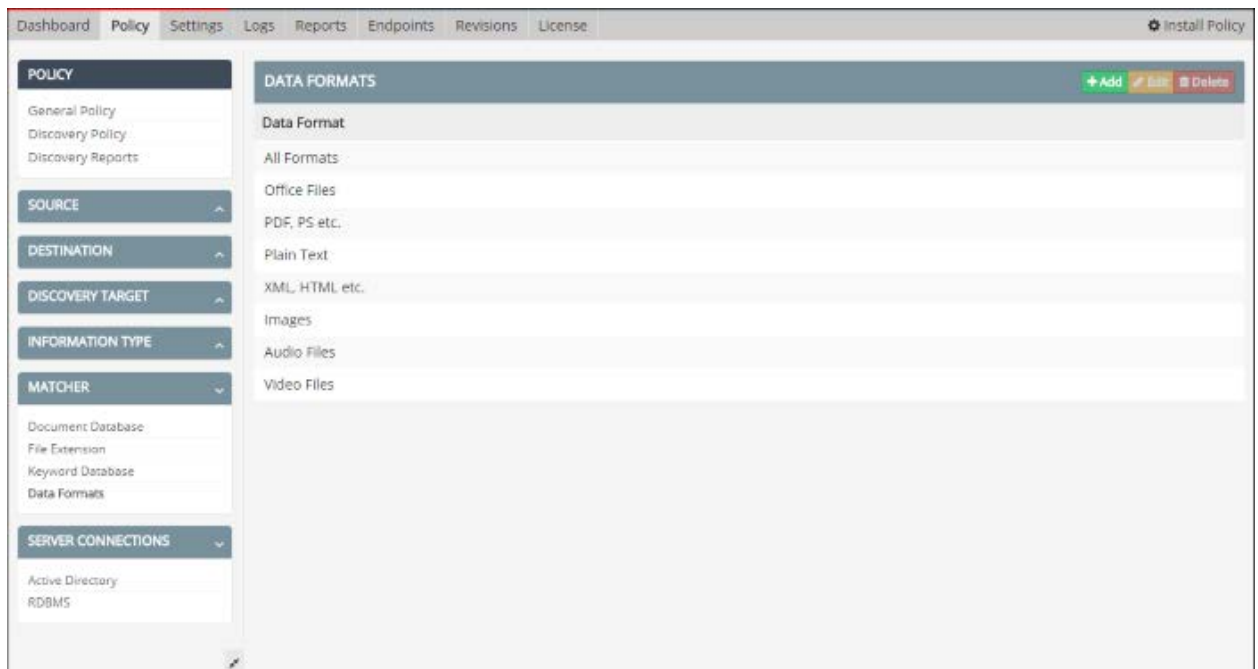 Dashboard Policy Settings Logs Reports Endpoints Revisions License Install Policy
POLICY
General Policy
Discovery Policy
Discovery Reports
SOURCE
DESTINATION
DISCOVERY TARGET
INFORMATION TYPE
MATCHER
Document Database
File Extension
Keyword Database
Data Formats
SERVER CONNECTIONS
Active Directory
RDBMS
DATA FORMATS
+Add Edit Delete
Data Format
All Formats
Office Files
PDF, PS etc.
Plain Text
XML, HTML etc.
Images
Audio Files
Video Files